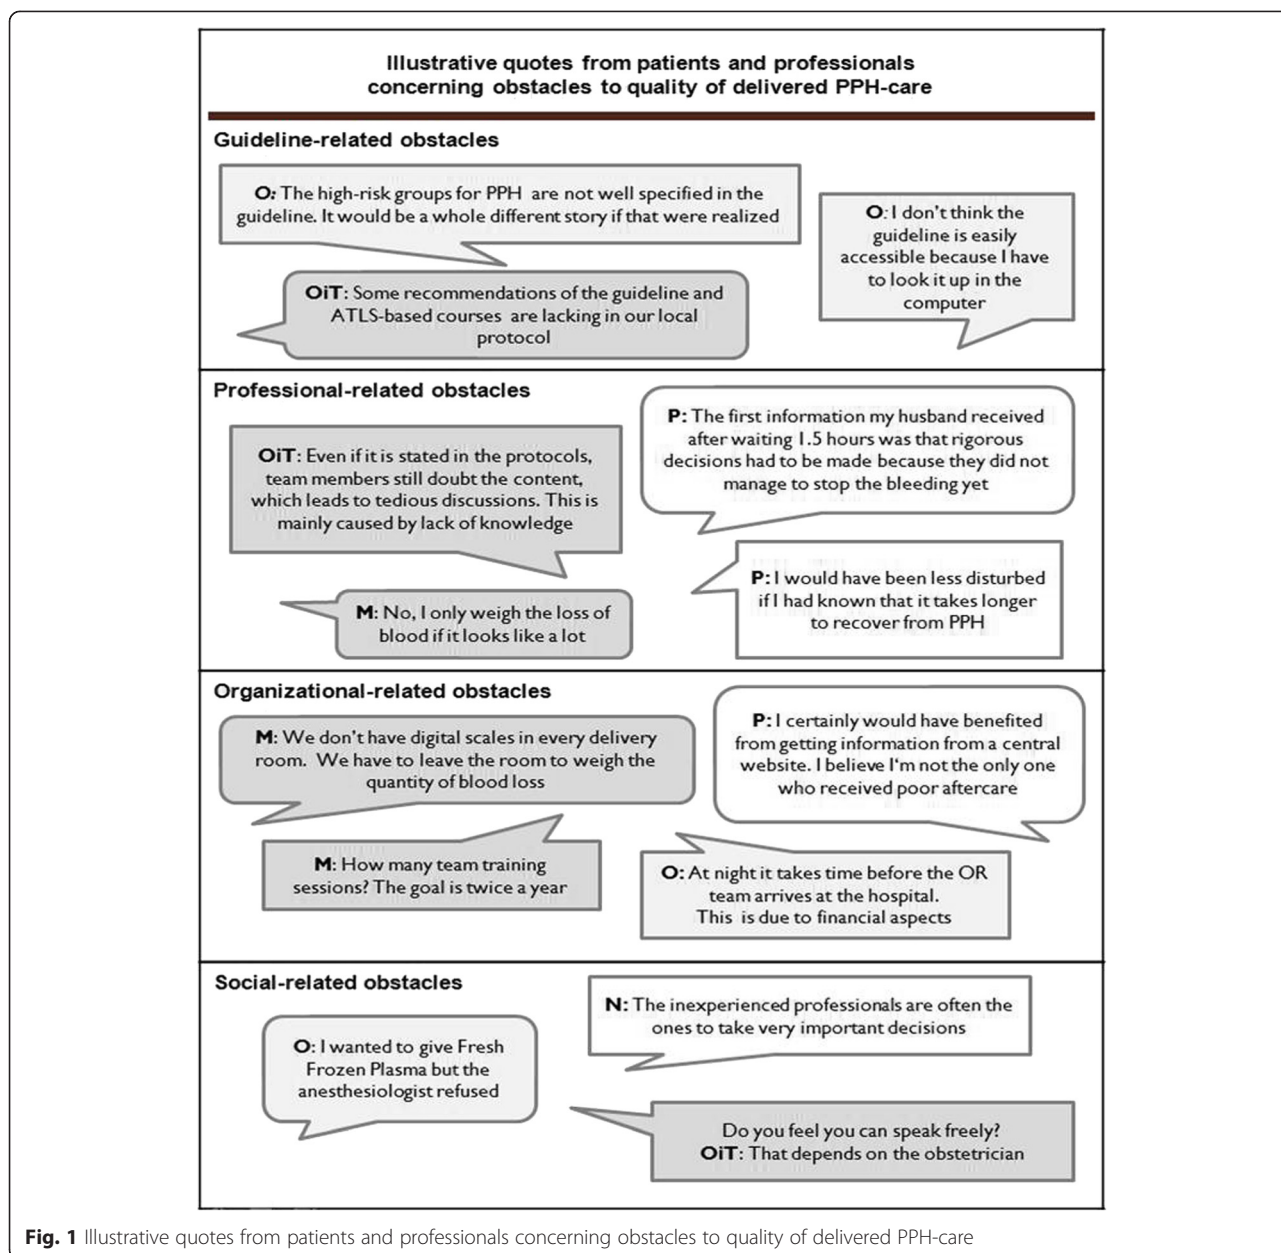 Illustrative quotes from patients and professionals
concerning obstacles to quality of delivered PPH-care
Guideline-related obstacles
O: The high-risk groups for PPH are not well specified in the
guideline. It would be a whole different story if that were realized
O: I don't think the
guideline is easily
accessible because I have
to look it up in the
computer
OiT: Some recommendations of the guideline and
ATLS-based courses are lacking in our local
protocol
Professional-related obstacles
P: The first information my husband received
after waiting 1.5 hours was that rigorous
decisions had to be made because they did not
manage to stop the bleeding yet
OiT: Even if it is stated in the protocols,
team members still doubt the content,
which leads to tedious discussions. This is
mainly caused by lack of knowledge
P: I would have been less disturbed
if I had known that it takes longer
to recover from PPH
M: No, I only weigh the loss of
blood if it looks like a lot
Organizational-related obstacles
M: We don't have digital scales in every delivery
room. We have to leave the room to weigh the
quantity of blood loss
P: I certainly would have benefited
from getting information from a central
website. I believe I'm not the only one
who received poor aftercare
M: How many team training
sessions? The goal is twice a year
O: At night it takes time before the OR
team arrives at the hospital.
This is due to financial aspects
Social-related obstacles
N: The inexperienced professionals are often the
ones to take very important decisions
O: I wanted to give Fresh
Frozen Plasma but the
anesthesiologist refused
Do you feel you can speak freely?
OiT: That depends on the obstetrician
Fig. 1 Illustrative quotes from patients and professionals concerning obstacles to quality of delivered PPH-care